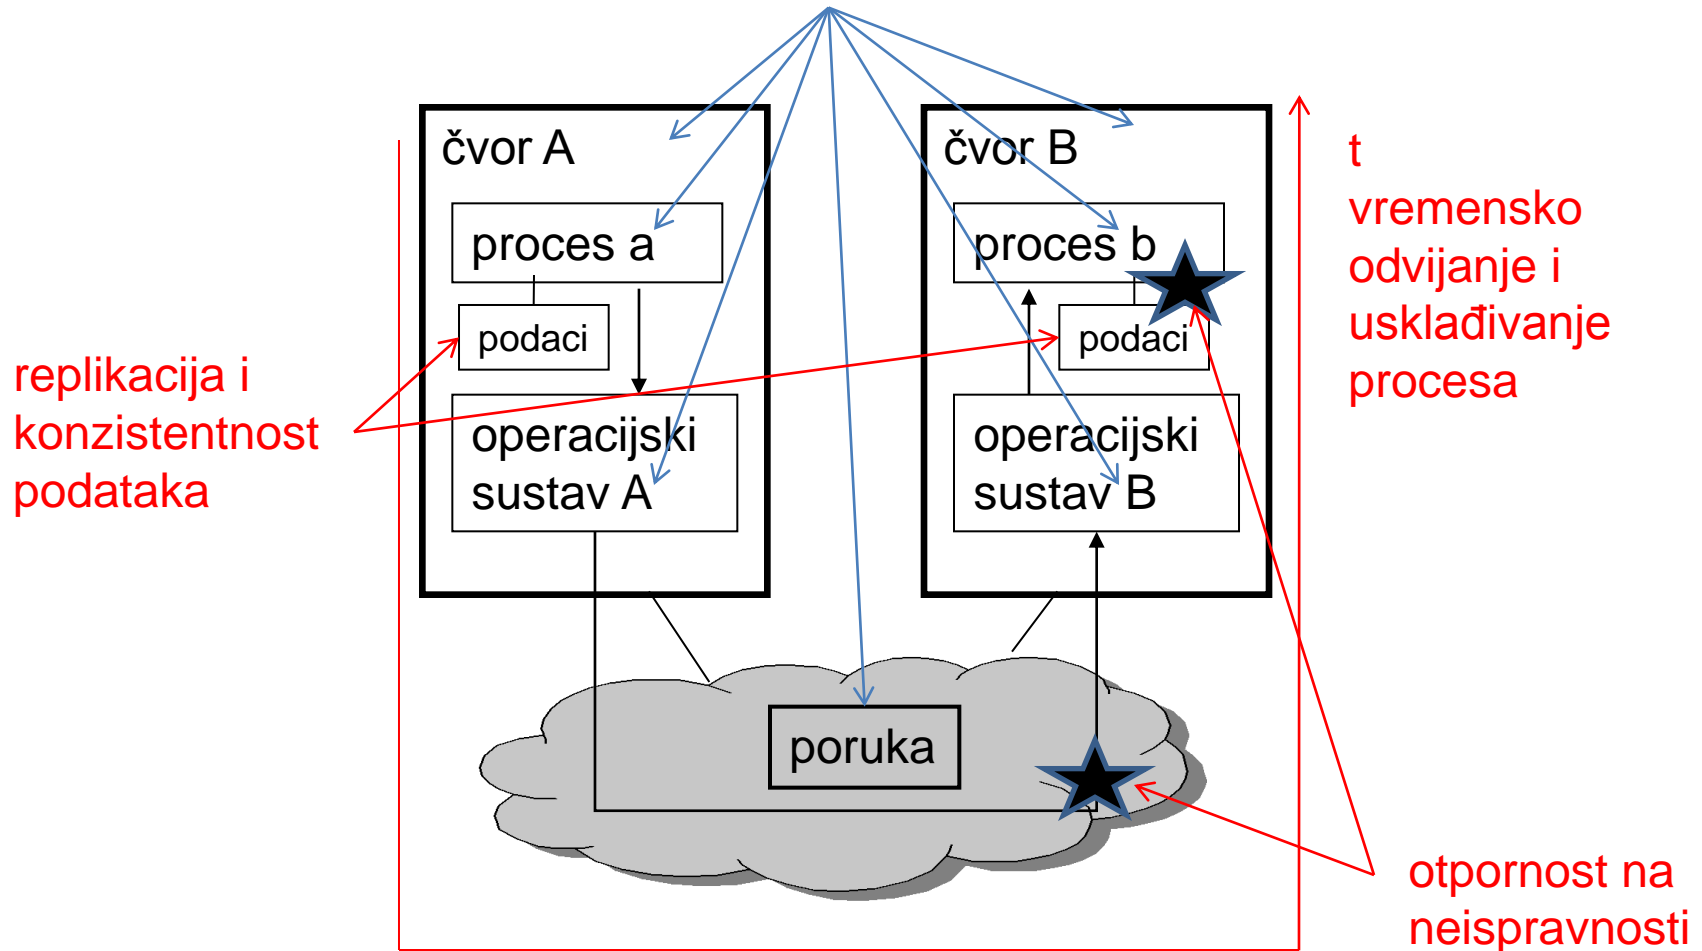 čvor A
čvor B
t
vremensko
odvijanje i
usklađivanje
procesa
proces a
proces b
podaci
podaci
replikacija i
konzistentnost
podataka
operacijski
sustav A
operacijski
sustav B
poruka
otpornost na
neispravnosti